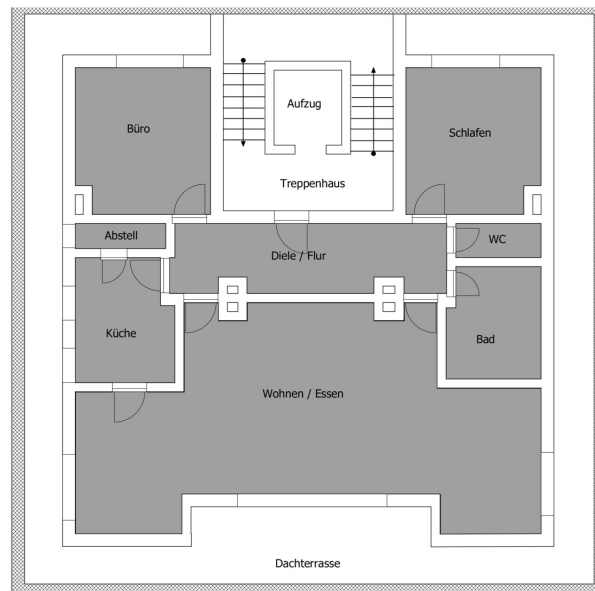 Aufzug
Büro
Schlafen
Treppenhaus
Abstell
WC
Diele / Flur
Küche
Bad
Wohnen / Essen
Dachterrasse